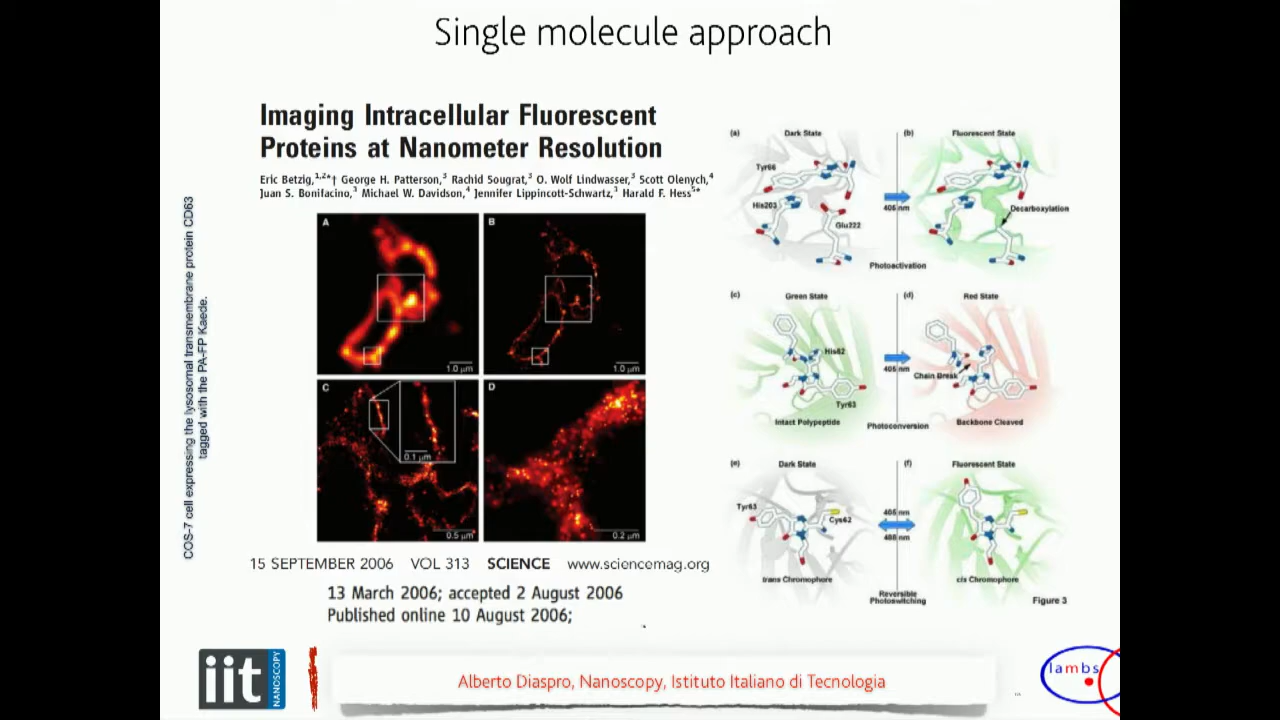 Single molecule approach
Imaging Intracellular Fluorescent
Proteins at Nanometer Resolution
Eric Betzig,1,2*† George H. Patterson,3 Rachid Sougrat,3 O. Wolf Lindwasser,3 Scott Olenych,4
Juan S. Bonifacino,3 Michael W. Davidson,4 Jennifer Lippincott-Schwartz,3 Harald F. Hess5*
COS-7 cell expressing the lysosomal transmembrane protein CD63
tagged with the PA-FP Kaede.
A
1.0 µm
B
1.0 µm
C
0.1 µm
0.5 µm
D
0.2 µm
15 SEPTEMBER 2006 VOL 313 SCIENCE www.sciencemag.org
13 March 2006; accepted 2 August 2006
Published online 10 August 2006;
(a) Dark State
(b) Fluorescent State
Tyr66
His203
Glu222
405 nm
Decarboxylation
Photoactivation
(c) Green State
(d) Red State
His62
405 nm
Chain Break
Tyr63
Intact Polypeptide
Photoconversion
Backbone Cleaved
(e) Dark State
(f) Fluorescent State
Tyr63
Cys62
405 nm
488 nm
trans Chromophore
cis Chromophore
Reversible
Photoswitching
Figure 3
iit
NANOSCOPY
Alberto Diaspro, Nanoscopy, Istituto Italiano di Tecnologia
lambs